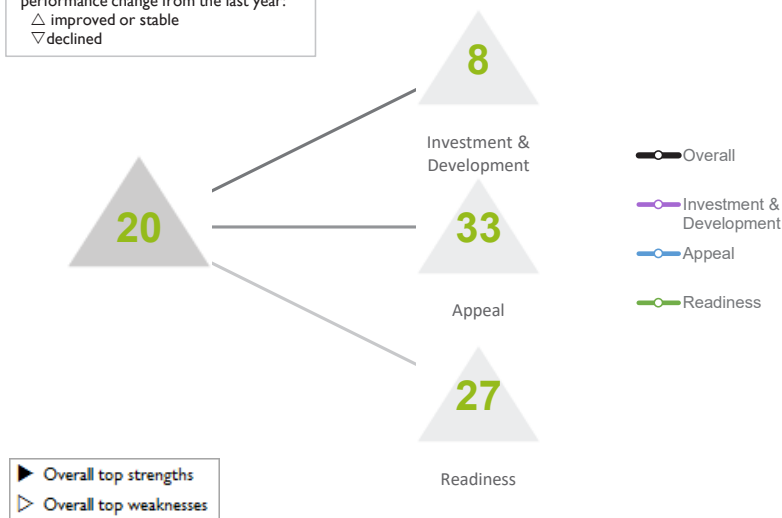 performance change from the last year:
△ improved or stable
▽ declined
8
Investment &
Development
20
33
Appeal
27
Readiness
Overall
Investment &
Development
Appeal
Readiness
▶ Overall top strengths
▷ Overall top weaknesses